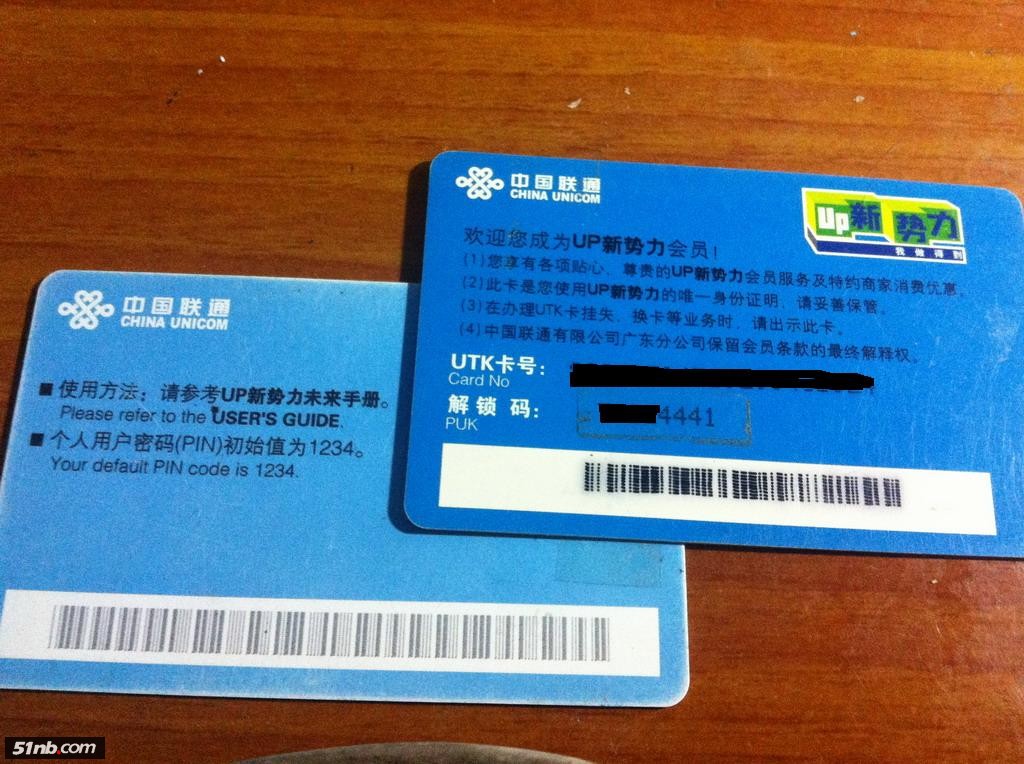 中国联通
CHINA UNICOM
Up新势力
我做得到
欢迎您成为UP新势力会员!
(1)您享有各项贴心、尊贵的UP新势力会员服务及特约商家消费优惠。
(2)此卡是您使用UP新势力的唯一身份证明,请妥善保管。
(3)在办理UTK卡挂失、换卡等业务时,请出示此卡。
(4)中国联通有限公司广东分公司保留会员条款的最终解释权。
UTK卡号:
Card No
解锁码:
4441
PUK
中国联通
CHINA UNICOM
■ 使用方法:请参考UP新势力未来手册。
Please refer to the USER'S GUIDE.
■ 个人用户密码(PIN)初始值为1234。
Your default PIN code is 1234.
51nb.com